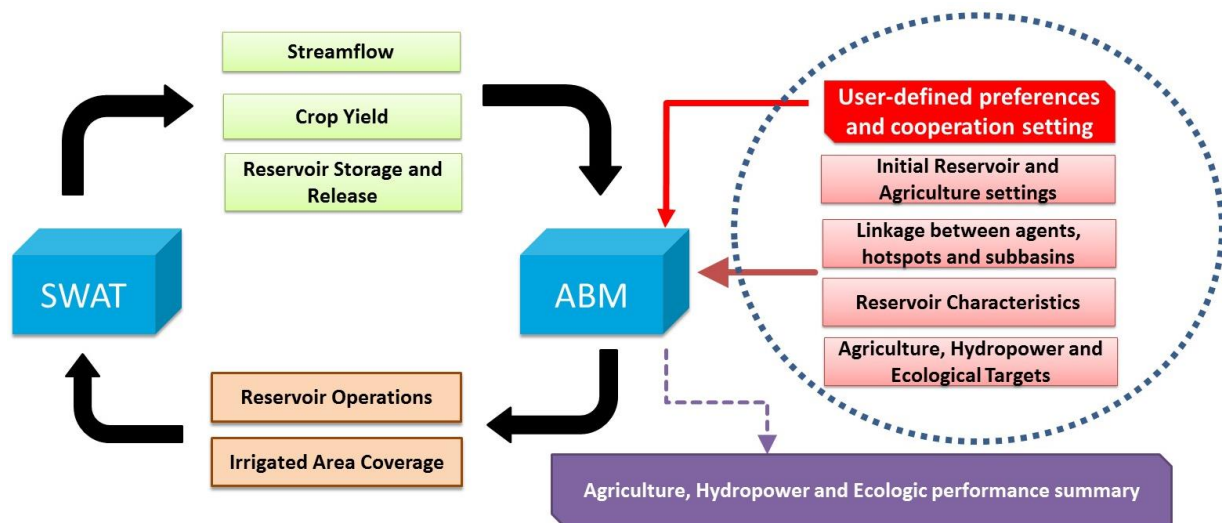 Streamflow
Crop Yield
Reservoir Storage and
Release
SWAT
ABM
User-defined preferences
and cooperation setting
Initial Reservoir and
Agriculture settings
Linkage between agents,
hotspots and subbasins
Reservoir Characteristics
Agriculture, Hydropower and
Ecological Targets
Reservoir Operations
Irrigated Area Coverage
Agriculture, Hydropower and Ecologic performance summary